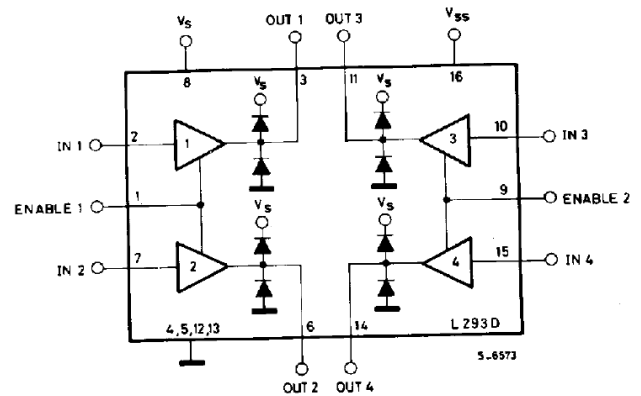 OUT 1 OUT 3
Vs Vss
8 3 11 16
Vs Vs
IN 1 2 1 3 10 IN 3
ENABLE 1 1 9 ENABLE 2
Vs Vs
IN 2 7 2 4 15 IN 4
4,5,12,13 6 14 L293D
S-6573
OUT 2 OUT 4